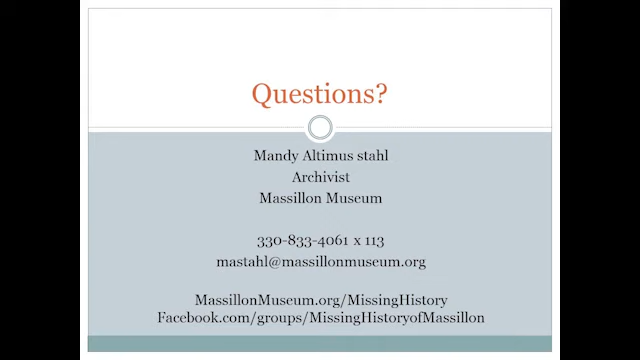 Questions?
Mandy Altimus stahl
Archivist
Massillon Museum
330-833-4061 x 113
mastahl@massillonmuseum.org
MassillonMuseum.org/MissingHistory
Facebook.com/groups/MissingHistoryofMassillon